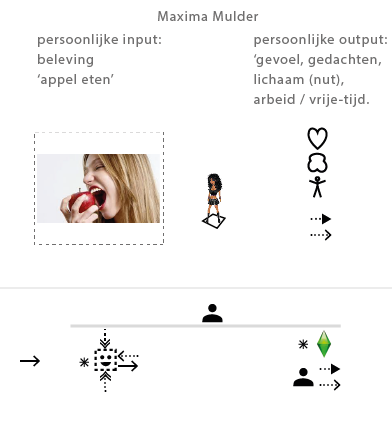 Maxima Mulder
persoonlijke input:
beleving
‘appel eten’
persoonlijke output:
‘gevoel, gedachten,
lichaam (nut),
arbeid / vrije-tijd.